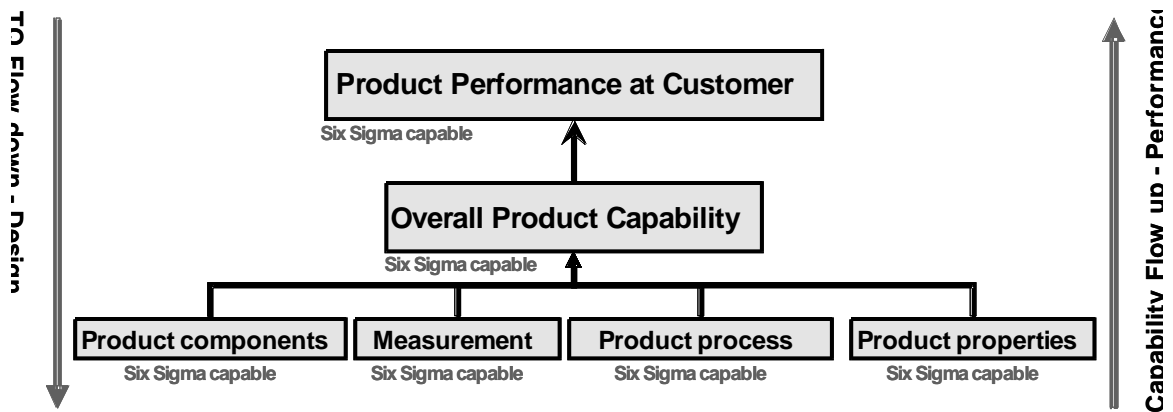 Product Performance at Customer
Six Sigma capable
Overall Product Capability
Six Sigma capable
Product components
Measurement
Product process
Product properties
Six Sigma capable
Six Sigma capable
Six Sigma capable
Six Sigma capable
Flow down - Design
Capability Flow up - Performance